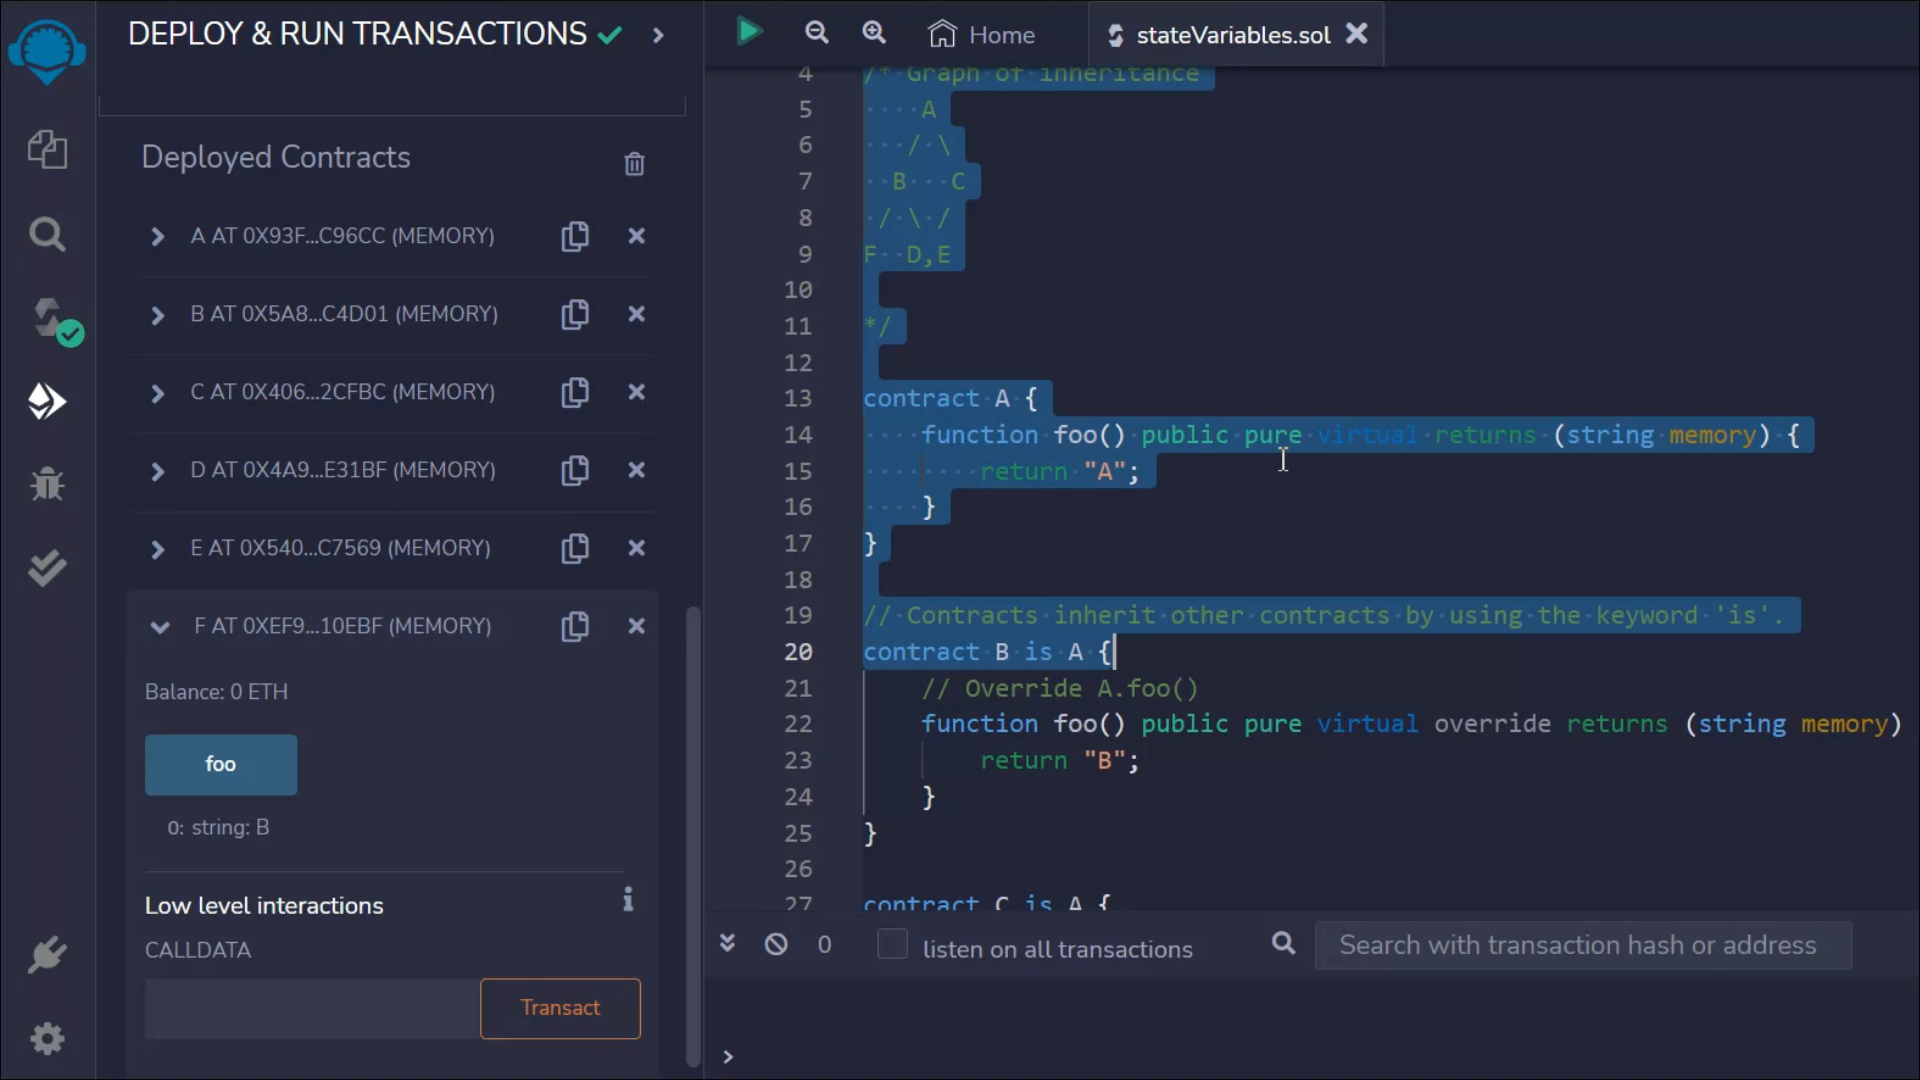 DEPLOY & RUN TRANSACTIONS
Deployed Contracts
A AT 0X93F...C96CC (MEMORY)
B AT 0X5A8...C4D01 (MEMORY)
C AT 0X406...2CFBC (MEMORY)
D AT 0X4A9...E31BF (MEMORY)
E AT 0X540...C7569 (MEMORY)
F AT 0XEF9...10EBF (MEMORY)
Balance: 0 ETH
foo
0: string: B
Low level interactions
CALLDATA
Transact
Home
stateVariables.sol
4 /* Graph of inheritance
5     A
6    / \
7   B   C
8  / \ /
9 F  D,E
10
11 */
12
13 contract A {
14     function foo() public pure virtual returns (string memory) {
15         return "A";
16     }
17 }
18
19 // Contracts inherit other contracts by using the keyword 'is'.
20 contract B is A {
21     // Override A.foo()
22     function foo() public pure virtual override returns (string memory)
23         return "B";
24     }
25 }
26
27 contract C is A {
0
listen on all transactions
Search with transaction hash or address
>